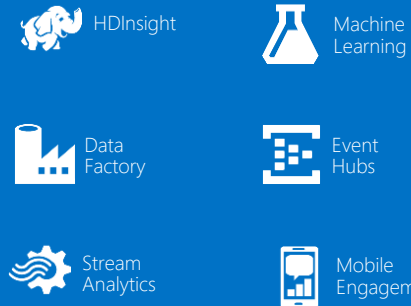 HDInsight
Machine
Learning
Data
Factory
Event
Hubs
Stream
Analytics
Mobile
Engagem